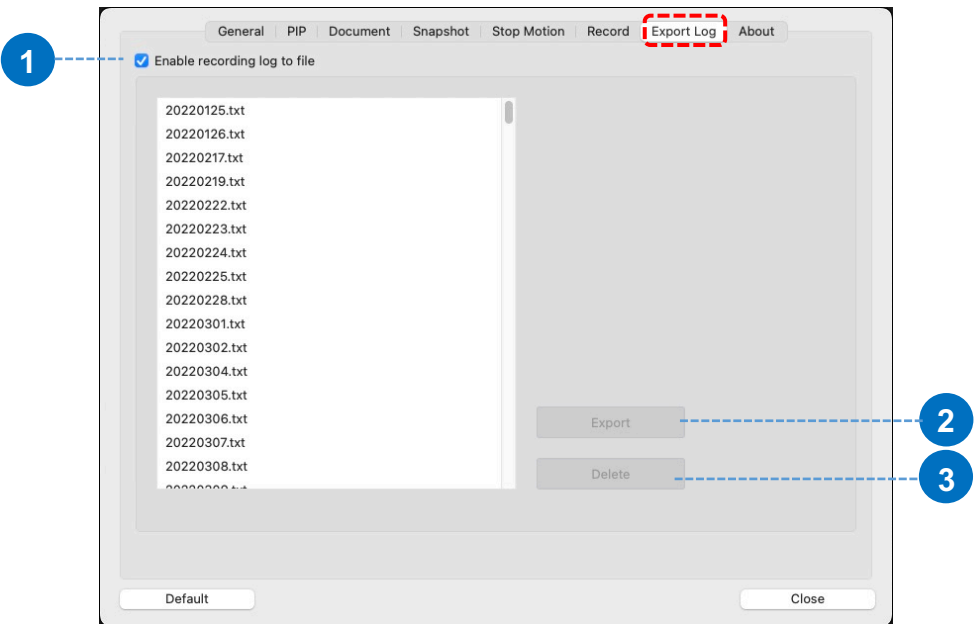 General PIP Document Snapshot Stop Motion Record Export Log About
1
Enable recording log to file
20220125.txt
20220126.txt
20220217.txt
20220219.txt
20220222.txt
20220223.txt
20220224.txt
20220225.txt
20220228.txt
20220301.txt
20220302.txt
20220304.txt
20220305.txt
20220306.txt
20220307.txt
20220308.txt
Export
2
Delete
3
Default
Close